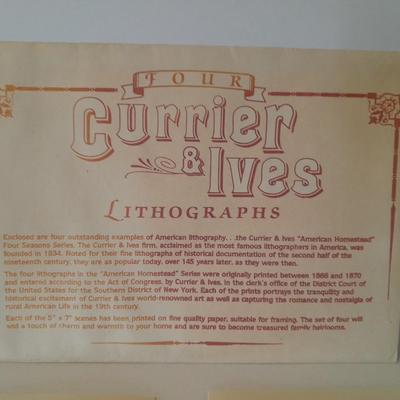 FOUR
Currier
& Ives
LITHOGRAPHS
Enclosed are four outstanding examples of American lithography. . .the Currier & Ives "American Homestead"
Four Seasons Series. The Currier & Ives firm, acclaimed as the most famous lithographers in America, was
founded in 1834. Noted for their fine lithographs of historical documentation of the second half of the
nineteenth century, they are as popular today, over 145 years later, as they were then.
The four lithographs in the "American Homestead" Series were originally printed between 1868 and 1870
and entered according to the Act of Congress, by Currier & Ives, in the clerk's office of the District Court of
the United States for the Southern District of New York. Each of the prints portrays the tranquility and
historical excitement of Currier & Ives world-renowned art as well as capturing the romance and nostalgia of
rural American Life in the 19th century.
Each of the 5" x 7" scenes has been printed on fine quality paper, suitable for framing. The set of four will
add a touch of charm and warmth to your home and are sure to become treasured family heirlooms.